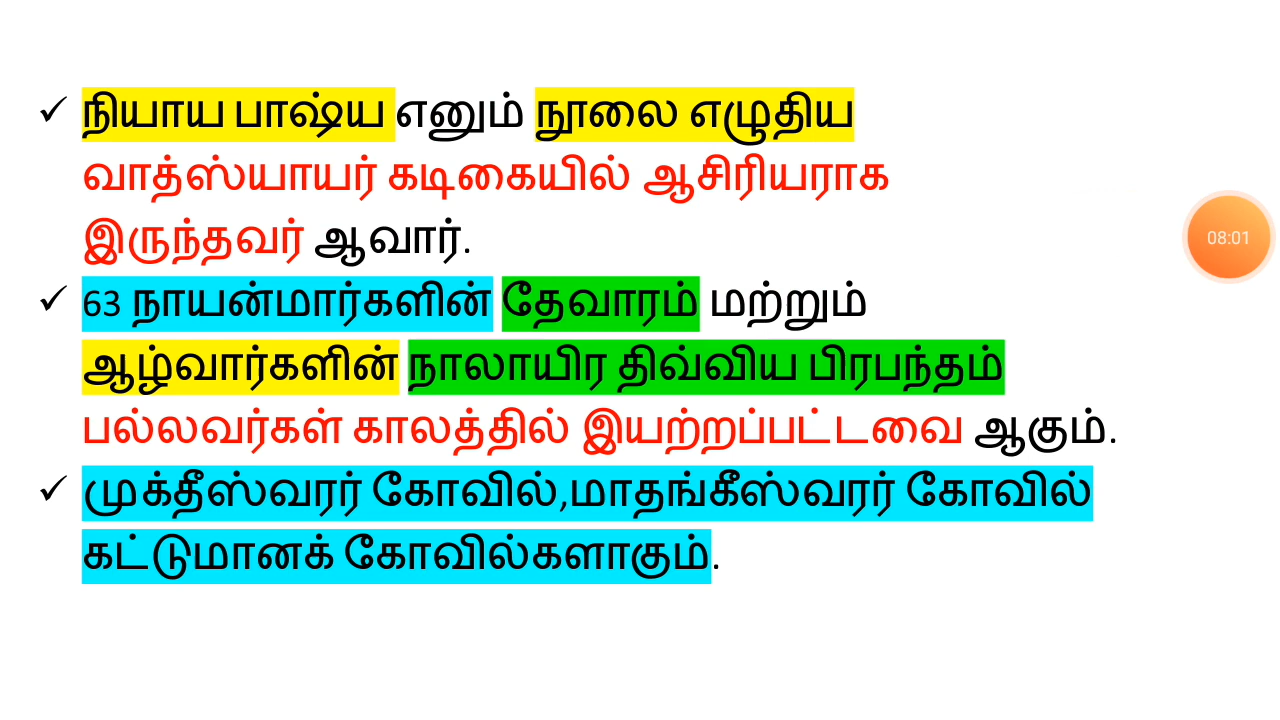 ✓ நியாய பாஷ்ய எனும் நூலை எழுதிய
வாத்ஸ்யாயர் கடிகையில் ஆசிரியராக
இருந்தவர் ஆவார்.
✓ 63 நாயன்மார்களின் தேவாரம் மற்றும்
ஆழ்வார்களின் நாலாயிர திவ்விய பிரபந்தம்
பல்லவர்கள் காலத்தில் இயற்றப்பட்டவை ஆகும்.
✓ முக்தீஸ்வரர் கோவில்,மாதங்கீஸ்வரர் கோவில்
கட்டுமானக் கோவில்களாகும்.
08:01